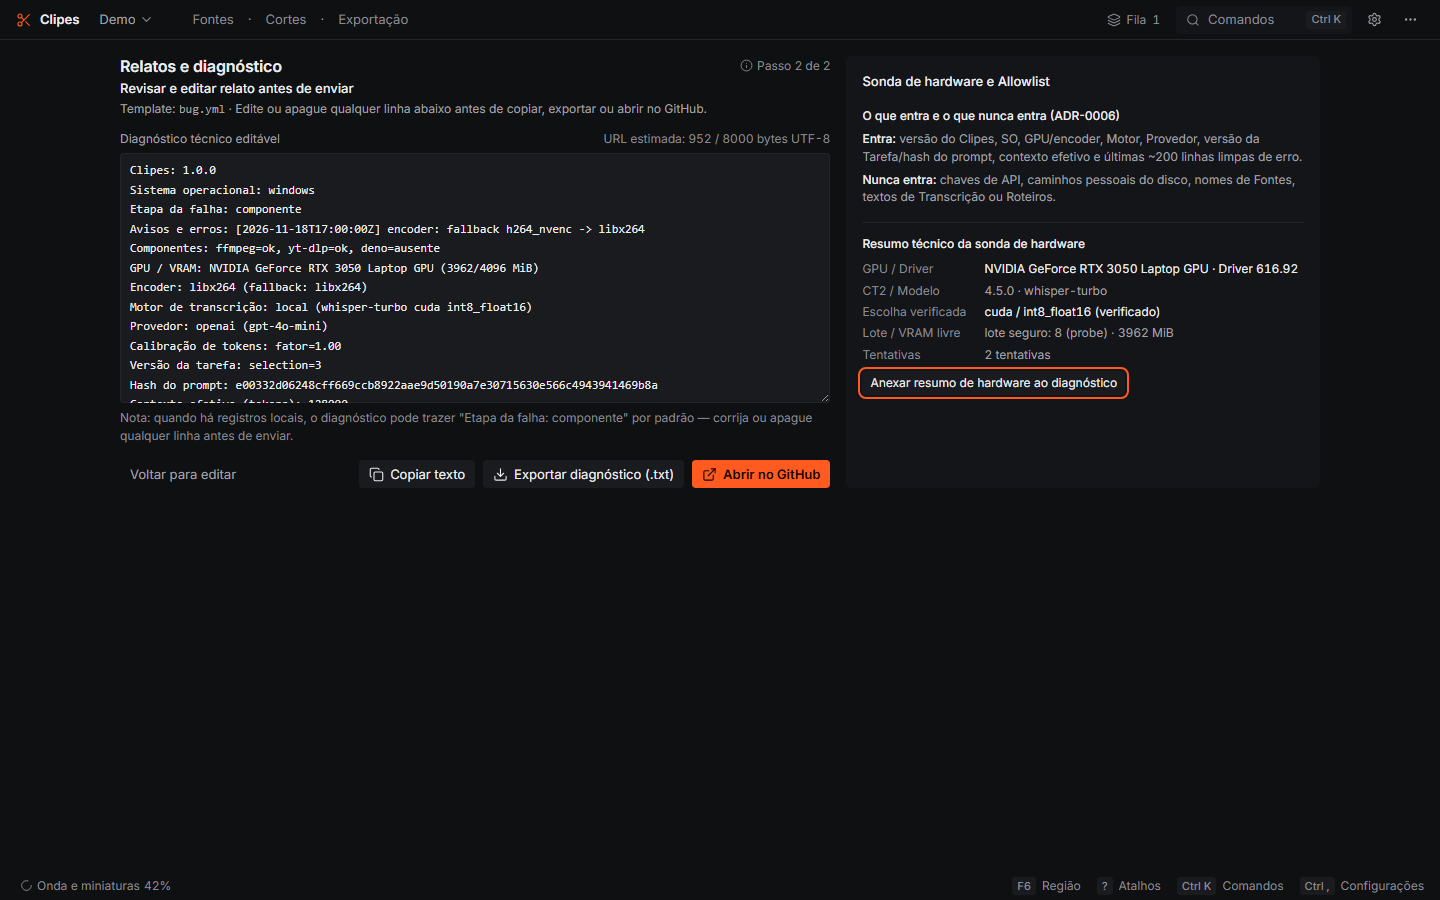 Clipes Demo Fontes · Cortes · Exportação Fila 1 Comandos Ctrl K
Relatos e diagnóstico Passo 2 de 2
Revisar e editar relato antes de enviar
Template: bug.yml · Edite ou apague qualquer linha abaixo antes de copiar, exportar ou abrir no GitHub.
Diagnóstico técnico editável URL estimada: 952 / 8000 bytes UTF-8
Clipes: 1.0.0
Sistema operacional: windows
Etapa da falha: componente
Avisos e erros: [2026-11-18T17:00:00Z] encoder: fallback h264_nvenc -> libx264
Componentes: ffmpeg=ok, yt-dlp=ok, deno=ausente
GPU / VRAM: NVIDIA GeForce RTX 3050 Laptop GPU (3962/4096 MiB)
Encoder: libx264 (fallback: libx264)
Motor de transcrição: local (whisper-turbo cuda int8_float16)
Provedor: openai (gpt-4o-mini)
Calibração de tokens: fator=1.00
Versão da tarefa: selection=3
Hash do prompt: e00332d06248cff669ccb8922aae9d50190a7e30715630e566c4943941469b8a
Contexto efetivo (tokens): 128000
Nota: quando há registros locais, o diagnóstico pode trazer "Etapa da falha: componente" por padrão — corrija ou apague
qualquer linha antes de enviar.
Voltar para editar Copiar texto Exportar diagnóstico (.txt) Abrir no GitHub
Sonda de hardware e Allowlist
O que entra e o que nunca entra (ADR-0006)
Entra: versão do Clipes, SO, GPU/encoder, Motor, Provedor, versão da
Tarefa/hash do prompt, contexto efetivo e últimas ~200 linhas limpas de erro.
Nunca entra: chaves de API, caminhos pessoais do disco, nomes de Fontes,
textos de Transcrição ou Roteiros.
Resumo técnico da sonda de hardware
GPU / Driver NVIDIA GeForce RTX 3050 Laptop GPU · Driver 616.92
CT2 / Modelo 4.5.0 · whisper-turbo
Escolha verificada cuda / int8_float16 (verificado)
Lote / VRAM livre lote seguro: 8 (probe) · 3962 MiB
Tentativas 2 tentativas
Anexar resumo de hardware ao diagnóstico
Onda e miniaturas 42% F6 Região ? Atalhos Ctrl K Comandos Ctrl , Configurações